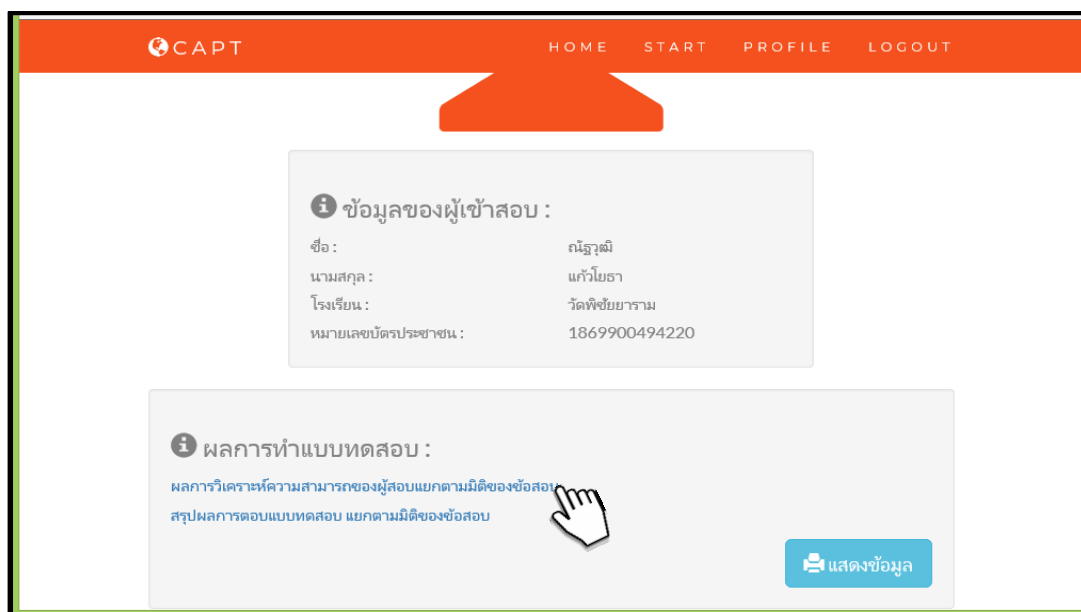 CAPT HOME START PROFILE LOGOUT
ข้อมูลของผู้เข้าสอบ :
ชื่อ : ณัฐวุฒิ
นามสกุล : แก้วโยธา
โรงเรียน : วัดพิชัยยาราม
หมายเลขบัตรประชาชน : 1869900494220
ผลการทำแบบทดสอบ :
ผลการวิเคราะห์ความสามารถของผู้สอบแยกตามมิติของข้อสอบ
สรุปผลการตอบแบบทดสอบ แยกตามมิติของข้อสอบ
แสดงข้อมูล